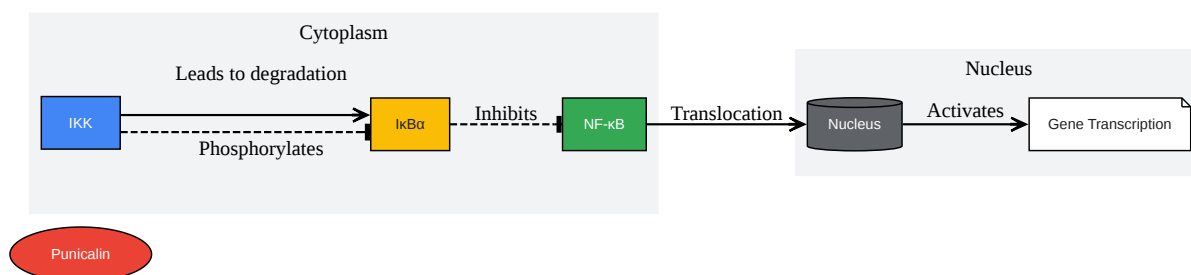 Cytoplasm
Leads to degradation
IKK
IκBα
Inhibits
NF-κB
Phosphorylates
Translocation
Nucleus
Nucleus
Activates
Gene Transcription
Punicalin